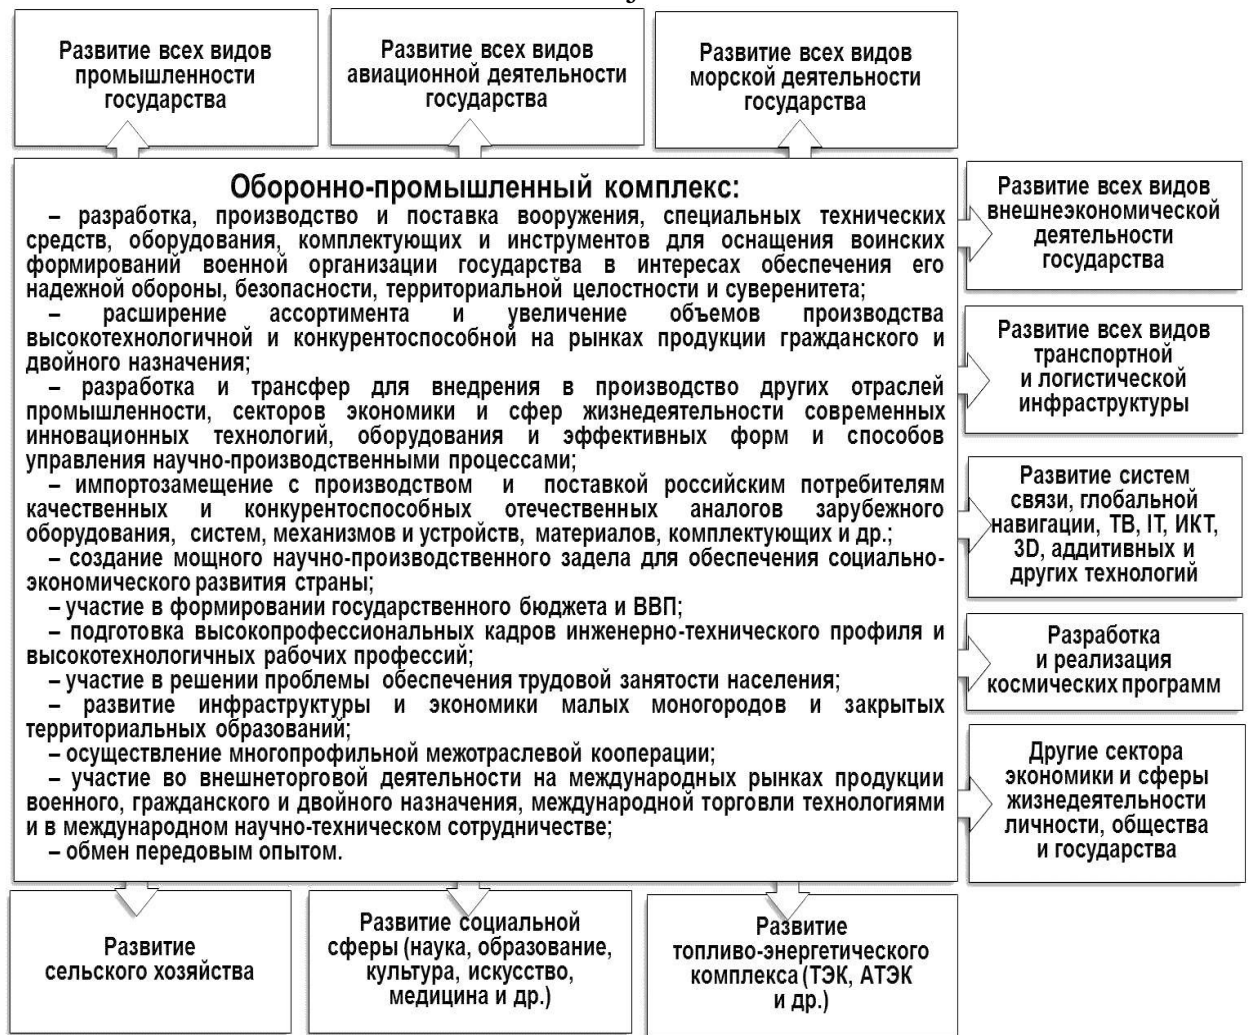 Развитие всех видов
промышленности
государства
Развитие всех видов
авиационной деятельности
государства
Развитие всех видов
морской деятельности
государства
Оборонно-промышленный комплекс:
– разработка, производство и поставка вооружения, специальных технических
средств, оборудования, комплектующих и инструментов для оснащения воинских
формирований военной организации государства в интересах обеспечения его
надежной обороны, безопасности, территориальной целостности и суверенитета;
– расширение ассортимента и увеличение объемов производства
высокотехнологичной и конкурентоспособной на рынках продукции гражданского и
двойного назначения;
– разработка и трансфер для внедрения в производство других отраслей
промышленности, секторов экономики и сфер жизнедеятельности современных
инновационных технологий, оборудования и эффективных форм и способов
управления научно-производственными процессами;
– импортозамещение с производством и поставкой российским потребителям
качественных и конкурентоспособных отечественных аналогов зарубежного
оборудования, систем, механизмов и устройств, материалов, комплектующих и др.;
– создание мощного научно-производственного задела для обеспечения социально-
экономического развития страны;
– участие в формировании государственного бюджета и ВВП;
– подготовка высокопрофессиональных кадров инженерно-технического профиля и
высокотехнологичных рабочих профессий;
– участие в решении проблемы обеспечения трудовой занятости населения;
– развитие инфраструктуры и экономики малых моногородов и закрытых
территориальных образований;
– осуществление многопрофильной межотраслевой кооперации;
– участие во внешнеторговой деятельности на международных рынках продукции
военного, гражданского и двойного назначения, международной торговли технологиями
и в международном научно-техническом сотрудничестве;
– обмен передовым опытом.
Развитие всех видов
внешнеэкономической
деятельности
государства
Развитие всех видов
транспортной
и логистической
инфраструктуры
Развитие систем
связи, глобальной
навигации, ТВ, IT, ИКТ,
3D, аддитивных и
других технологий
Разработка
и реализация
космических программ
Другие сектора
экономики и сферы
жизнедеятельности
личности, общества
и государства
Развитие
сельского хозяйства
Развитие социальной
сферы (наука, образование,
культура, искусство,
медицина и др.)
Развитие
топливо-энергетического
комплекса (ТЭК, АТЭК
и др.)